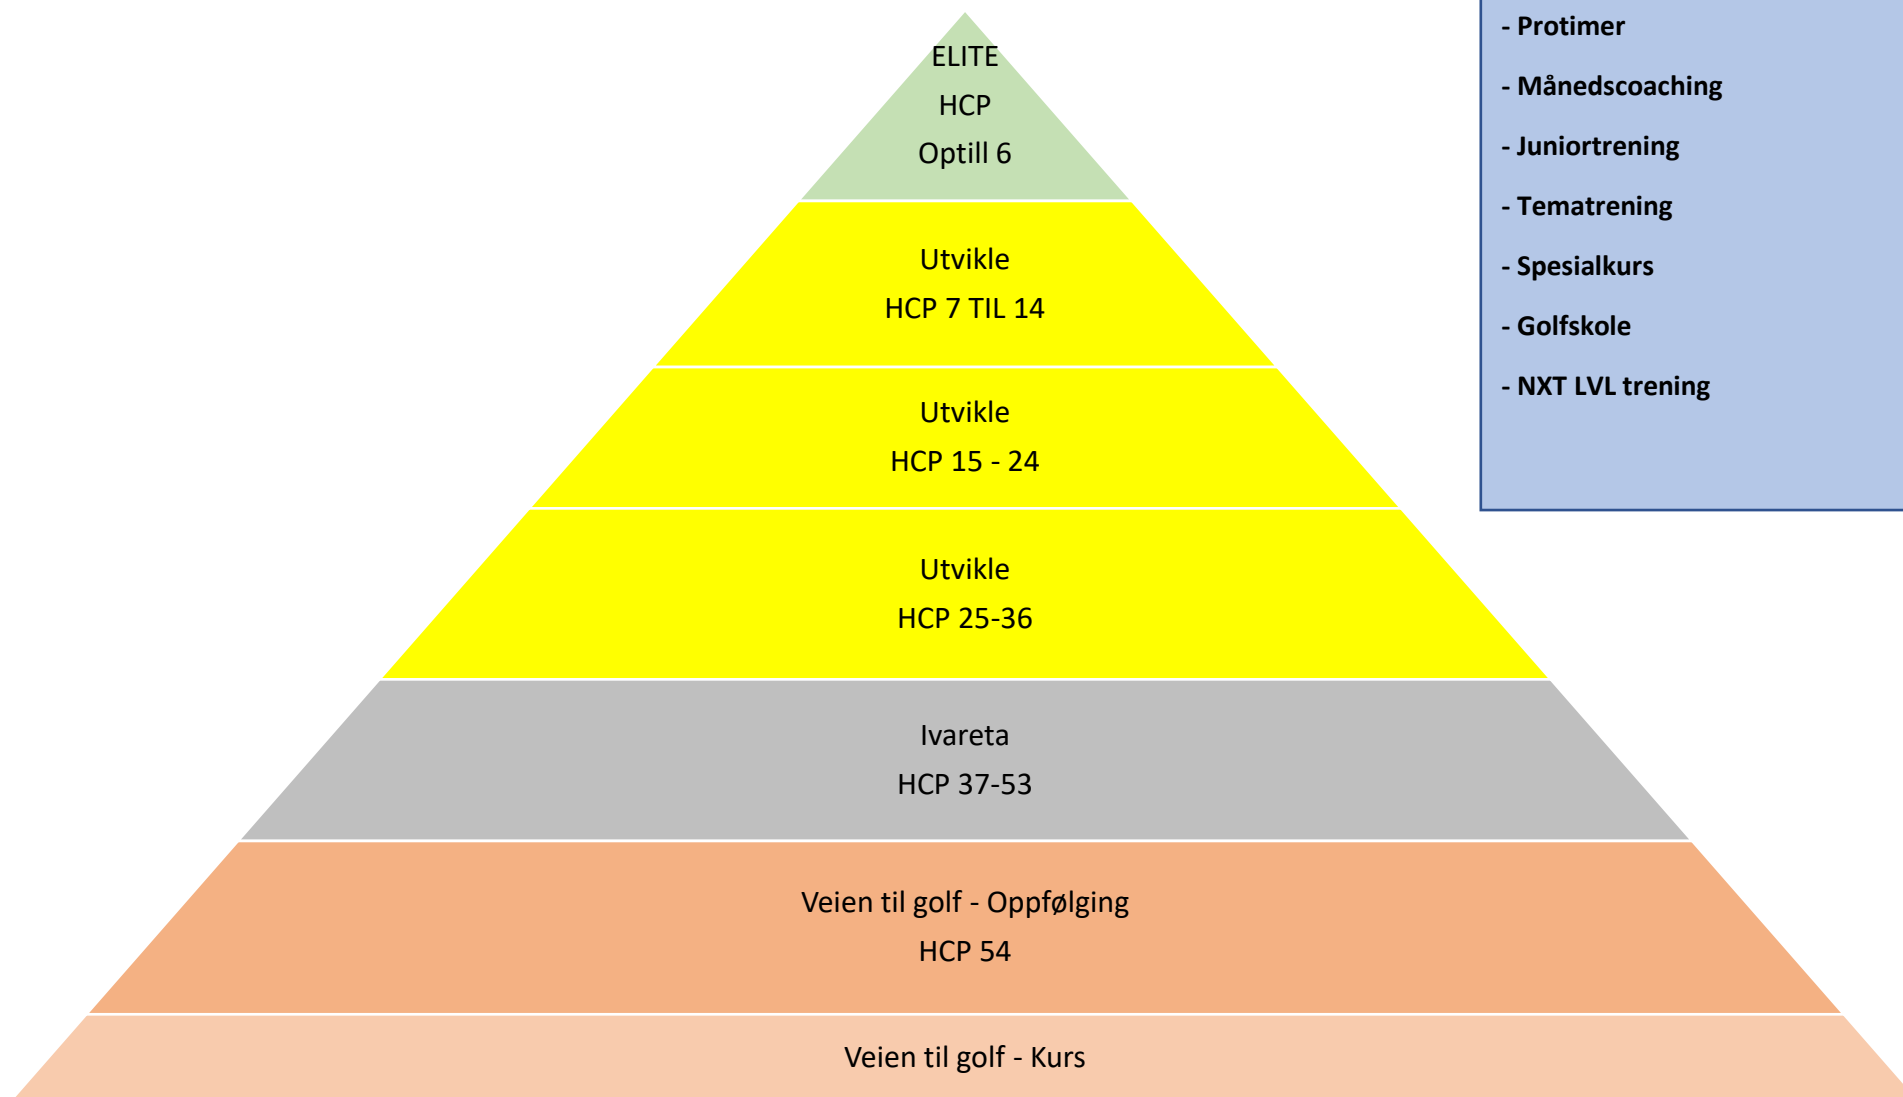 ELITE
HCP
Optill 6
Utvikle
HCP 7 TIL 14
Utvikle
HCP 15 - 24
Utvikle
HCP 25-36
Ivareta
HCP 37-53
Veien til golf - Oppfølging
HCP 54
Veien til golf - Kurs
- Protimer
- Månedscoaching
- Juniortrening
- Tematrening
- Spesialkurs
- Golfskole
- NXT LVL trening